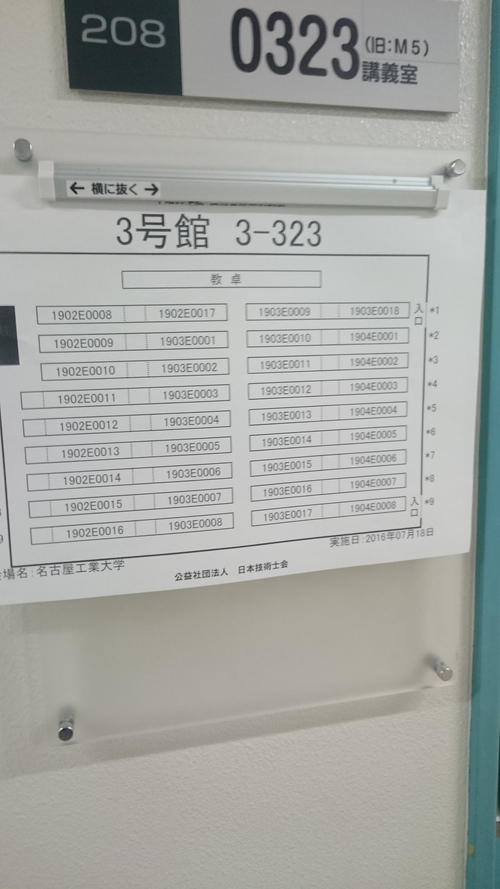 208
0323
(旧:M5)
講義室
← 横に抜く →
3号館 3-323
教 卓
1902E0008 1902E0017 1903E0009 1903E0018 入口 *1
1902E0009 1903E0001 1903E0010 1904E0001 *2
1902E0010 1903E0002 1903E0011 1904E0002 *3
1902E0011 1903E0003 1903E0012 1904E0003 *4
1902E0012 1903E0004 1903E0013 1904E0004 *5
1902E0013 1903E0005 1903E0014 1904E0005 *6
1902E0014 1903E0006 1903E0015 1904E0006 *7
1902E0015 1903E0007 1903E0016 1904E0007 *8
1902E0016 1903E0008 1903E0017 1904E0008 入口 *9
実施日:2016年07月18日
場名:名古屋工業大学
公益社団法人 日本技術士会